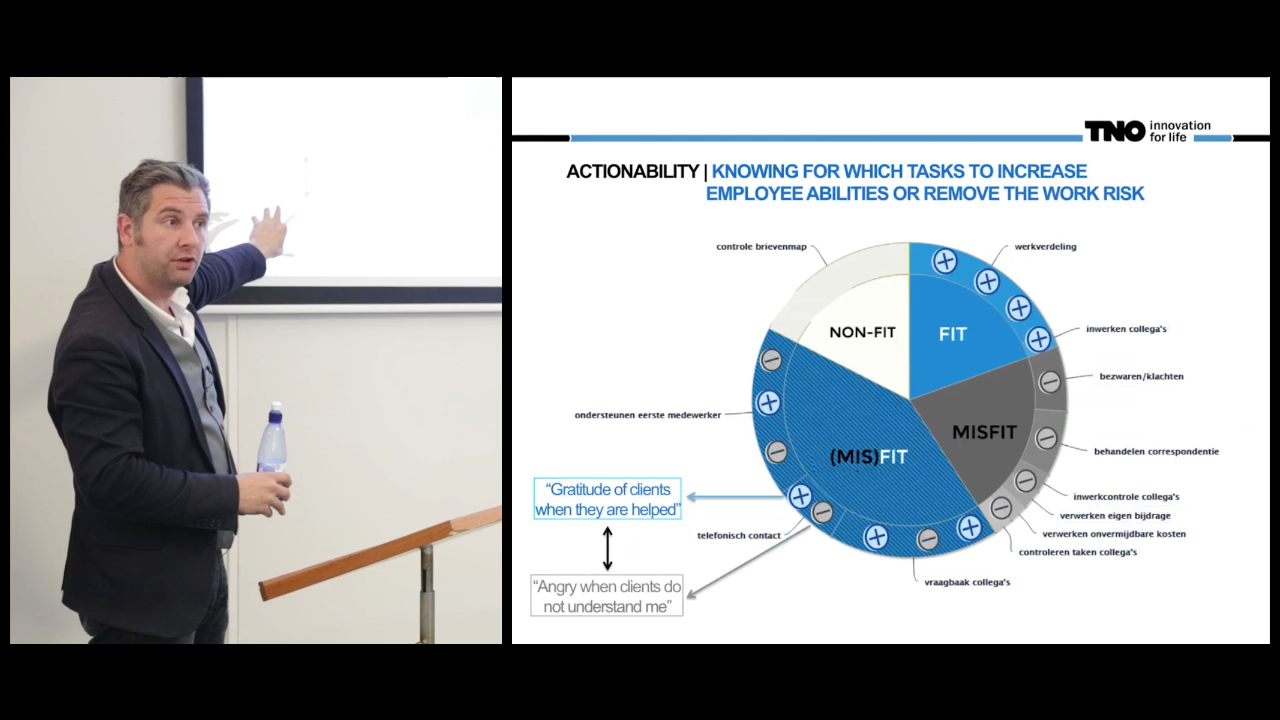 TNO innovation
for life
ACTIONABILITY | KNOWING FOR WHICH TASKS TO INCREASE
EMPLOYEE ABILITIES OR REMOVE THE WORK RISK
controle brievenmap
werkverdeling
NON-FIT
FIT
inwerken collega's
bezwaren/klachten
ondersteunen eerste medewerker
MISFIT
behandelen correspondentie
(MIS)FIT
"Gratitude of clients
when they are helped"
inwerkcontrole collega's
verwerken eigen bijdrage
telefonisch contact
verwerken onvermijdbare kosten
controleren taken collega's
"Angry when clients do
not understand me"
vraagbaak collega's